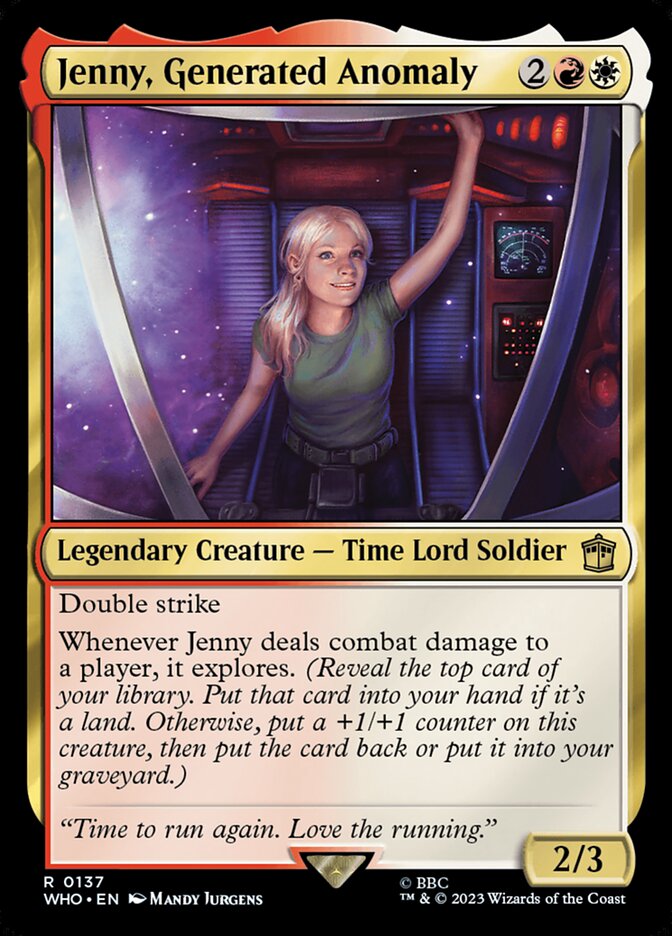 Jenny, Generated Anomaly 2
Legendary Creature — Time Lord Soldier
Double strike
Whenever Jenny deals combat damage to
a player, it explores. (Reveal the top card of
your library. Put that card into your hand if it's
a land. Otherwise, put a +1/+1 counter on this
creature, then put the card back or put it into your
graveyard.)
“Time to run again. Love the running.”
2/3
R 0137
WHO • EN Mandy Jurgens
© BBC
™ & © 2023 Wizards of the Coast